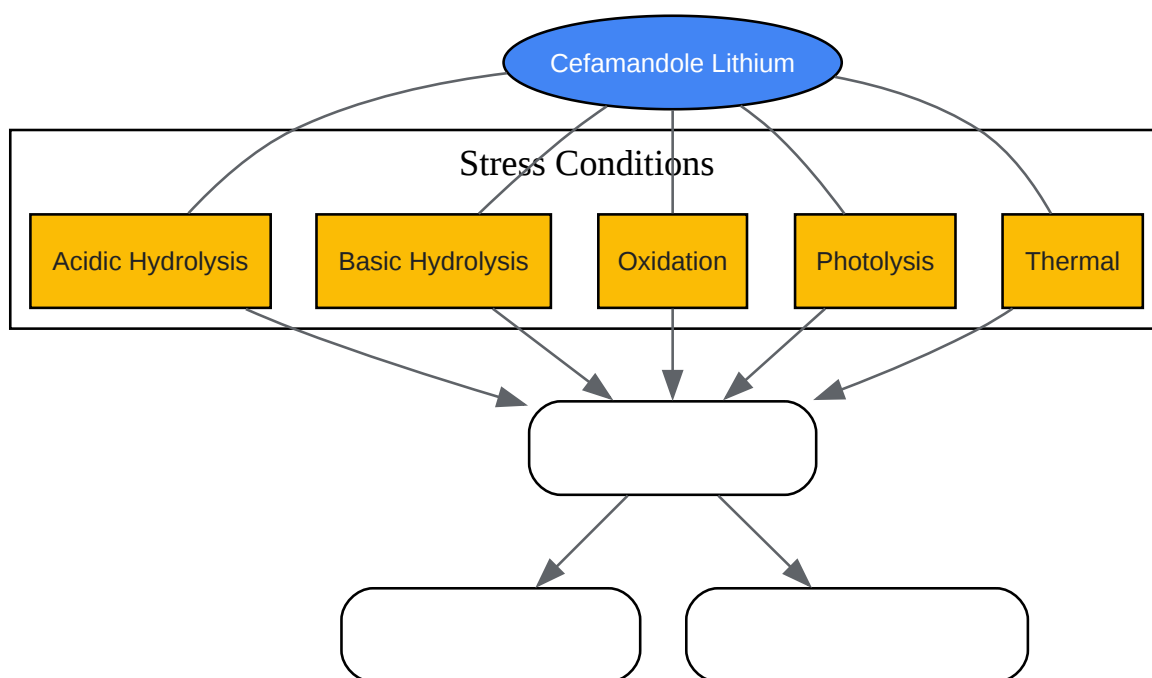 Cefamandole Lithium
Stress Conditions
Acidic Hydrolysis
Basic Hydrolysis
Oxidation
Photolysis
Thermal